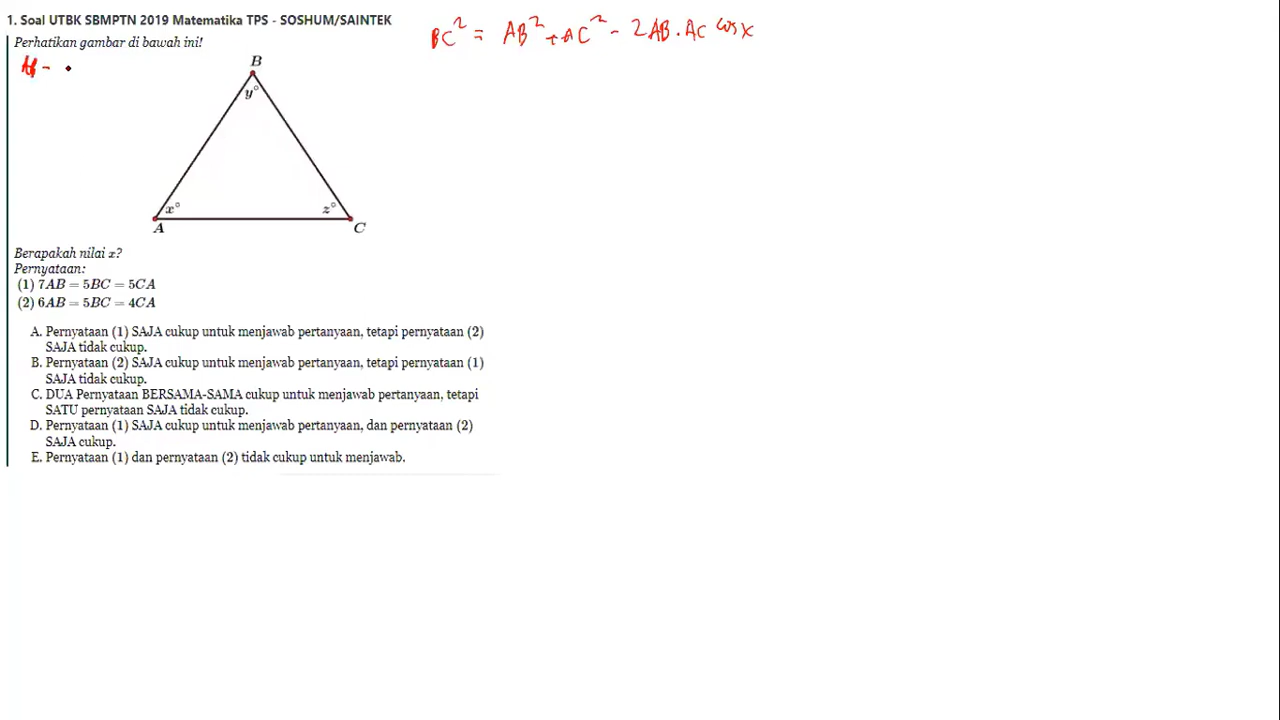 1. Soal UTBK SBMPTN 2019 Matematika TPS - SOSHUM/SAINTEK
BC² = AB² + AC² - 2AB . AC cos x
Perhatikan gambar di bawah ini!
B
y°
x°
z°
A
C
Berapakah nilai x?
Pernyataan:
(1) 7AB = 5BC = 5CA
(2) 6AB = 5BC = 4CA
A. Pernyataan (1) SAJA cukup untuk menjawab pertanyaan, tetapi pernyataan (2)
SAJA tidak cukup.
B. Pernyataan (2) SAJA cukup untuk menjawab pertanyaan, tetapi pernyataan (1)
SAJA tidak cukup.
C. DUA Pernyataan BERSAMA-SAMA cukup untuk menjawab pertanyaan, tetapi
SATU pernyataan SAJA tidak cukup.
D. Pernyataan (1) SAJA cukup untuk menjawab pertanyaan, dan pernyataan (2)
SAJA cukup.
E. Pernyataan (1) dan pernyataan (2) tidak cukup untuk menjawab.